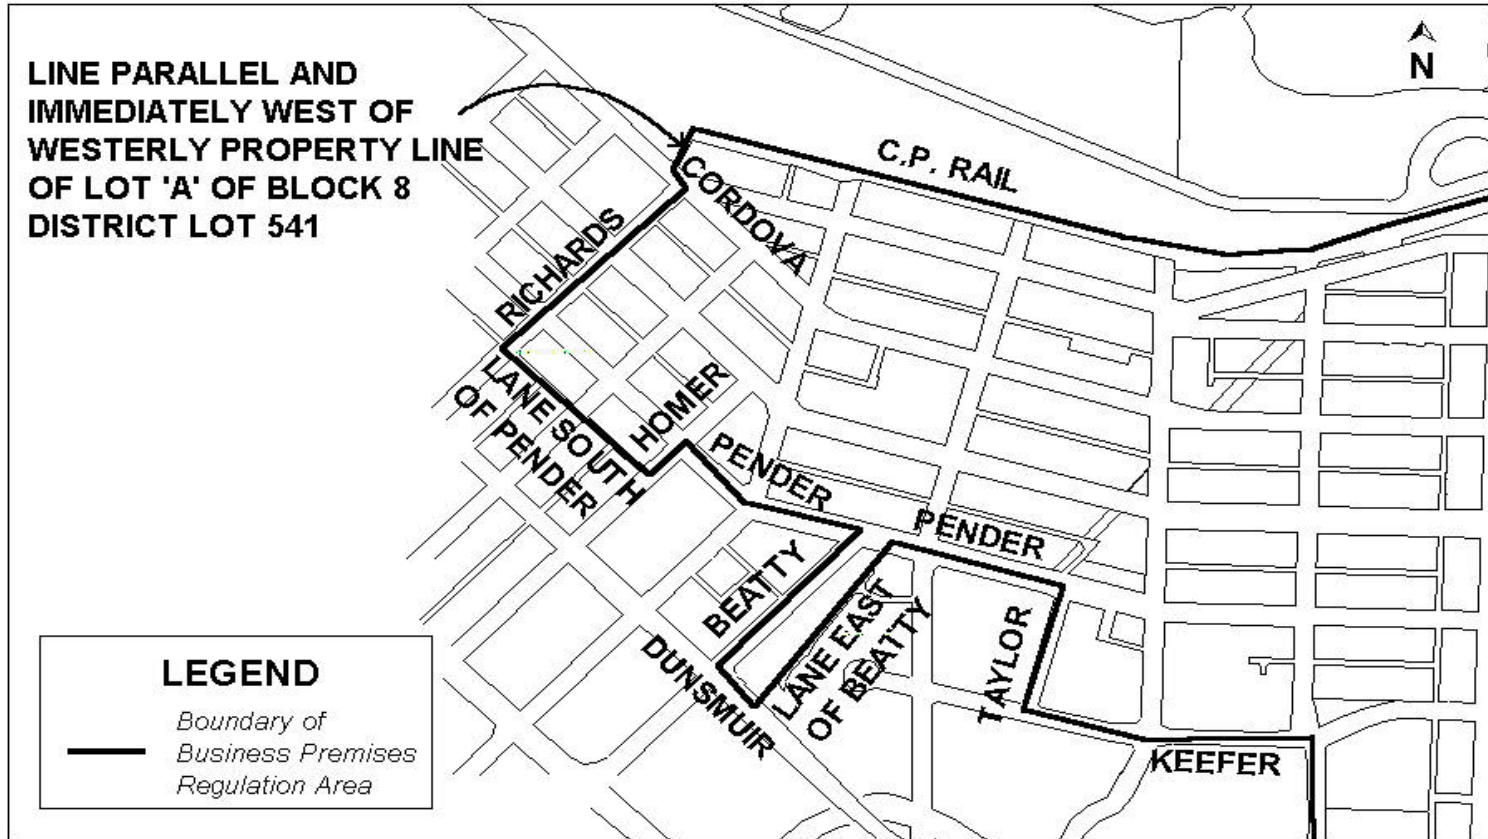 LINE PARALLEL AND
IMMEDIATELY WEST OF
WESTERLY PROPERTY LINE
OF LOT 'A' OF BLOCK 8
DISTRICT LOT 541
N
C.P. RAIL
CORDOVA
RICHARDS
HOMER
LANE SOUTH
OF PENDER
PENDER
PENDER
BEATTY
LANE EAST
OF BEATTY
TAYLOR
DUNSMUIR
KEEFER
LEGEND
Boundary of
Business Premises
Regulation Area